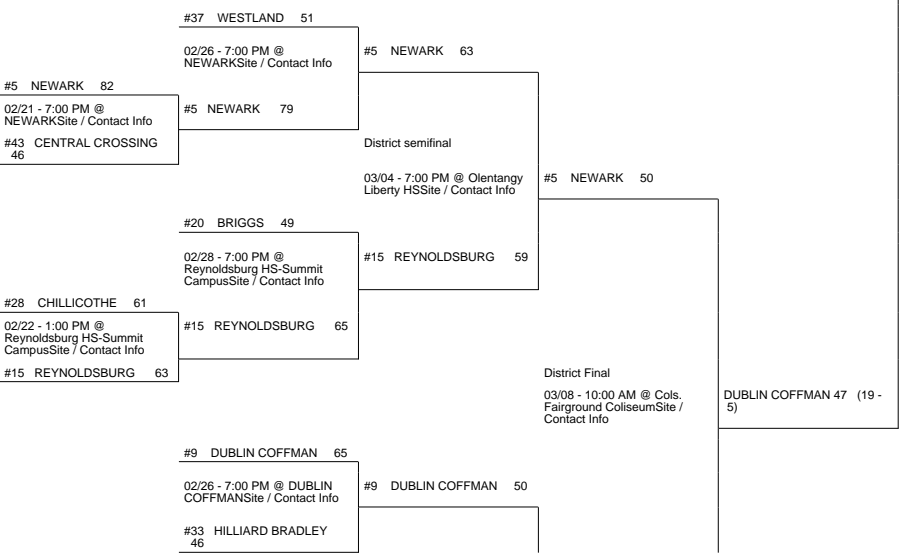 #37 WESTLAND 51
02/26 - 7:00 PM @
NEWARKSite / Contact Info
#5 NEWARK 63
#5 NEWARK 82
02/21 - 7:00 PM @
NEWARKSite / Contact Info
#5 NEWARK 79
#43 CENTRAL CROSSING
46
District semifinal
03/04 - 7:00 PM @ Olentangy
Liberty HSSite / Contact Info
#5 NEWARK 50
#20 BRIGGS 49
02/28 - 7:00 PM @
Reynoldsburg HS-Summit
CampusSite / Contact Info
#15 REYNOLDSBURG 59
#28 CHILLICOTHE 61
02/22 - 1:00 PM @
Reynoldsburg HS-Summit
CampusSite / Contact Info
#15 REYNOLDSBURG 65
#15 REYNOLDSBURG 63
District Final
03/08 - 10:00 AM @ Cols.
Fairground ColiseumSite /
Contact Info
DUBLIN COFFMAN 47 (19 -
5)
#9 DUBLIN COFFMAN 65
02/26 - 7:00 PM @ DUBLIN
COFFMANSite / Contact Info
#9 DUBLIN COFFMAN 50
#33 HILLIARD BRADLEY
46